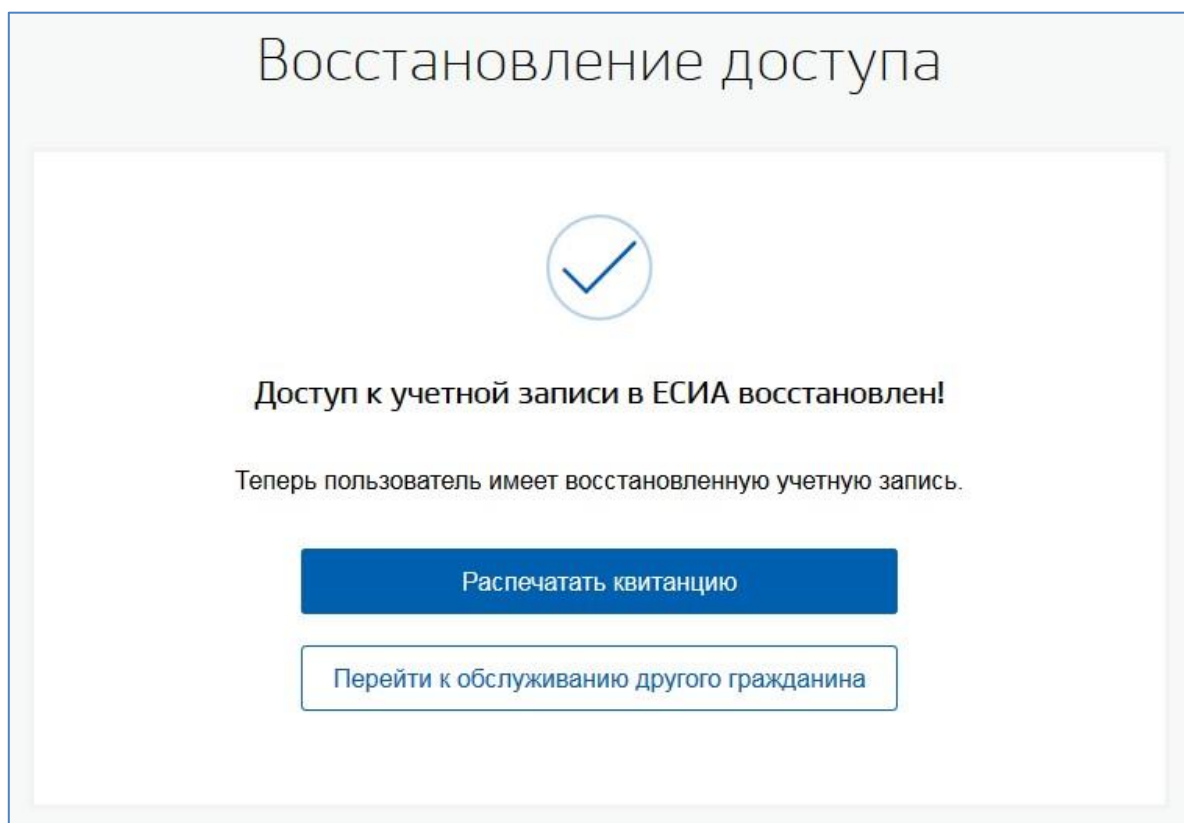 Восстановление доступа
Доступ к учетной записи в ЕСИА восстановлен!
Теперь пользователь имеет восстановленную учетную запись.
Распечатать квитанцию
Перейти к обслуживанию другого гражданина